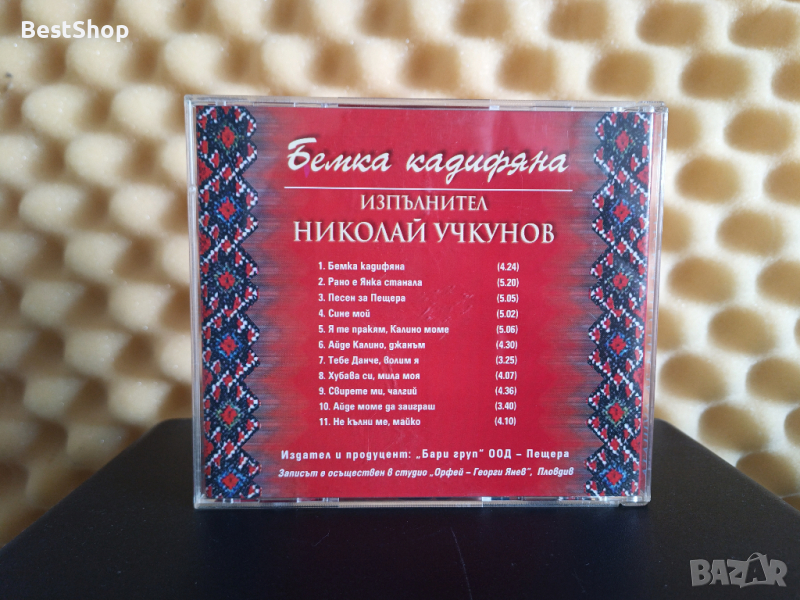 BestShop
Бемка кадифяна
ИЗПЪЛНИТЕЛ
НИКОЛАЙ УЧКУНОВ
1. Бемка кадифяна (4.24)
2. Рано е Янка станала (5.20)
3. Песен за Пещера (5.05)
4. Сине мой (5.02)
5. Я те пракям, Калино моме (5.06)
6. Айде Калино, джанъм (4.30)
7. Тебе Данче, волим я (3.25)
8. Хубава си, мила моя (4.07)
9. Свирете ми, чалгий (4.36)
10. Айде моме да заиграш (3.40)
11. Не кълни ме, майко (4.10)
Издател и продуцент: „Бари груп" ООД – Пещера
Записът е осъществен в студио „Орфей – Георги Янев", Пловдив
BAZAR